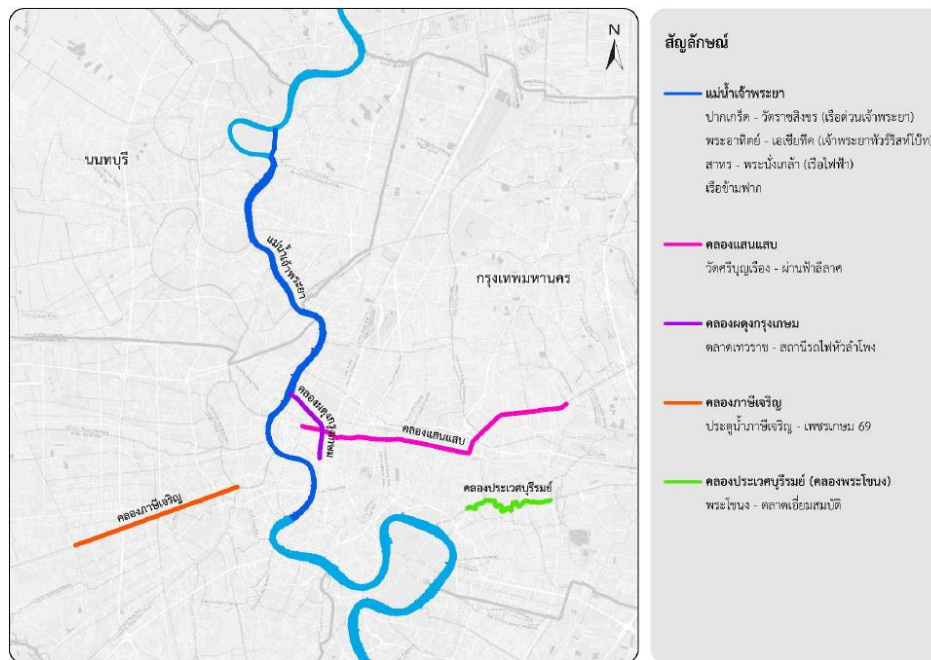 นนทบุรี
แม่น้ำเจ้าพระยา
กรุงเทพมหานคร
คลองผดุงกรุงเกษม
คลองแสนแสบ
คลองประเวศบุรีรมย์
คลองภาษีเจริญ
N
สัญลักษณ์
แม่น้ำเจ้าพระยา
ปากเกร็ด - วัดราชสิงขร (เรือด่วนเจ้าพระยา)
พระอาทิตย์ - เอเชียทีค (เจ้าพระยาทัวร์ริสท์โบ๊ท)
สาทร - พระนั่งเกล้า (เรือไฟฟ้า)
เรือข้ามฟาก
คลองแสนแสบ
วัดศรีบุญเรือง - ผ่านฟ้าลีลาศ
คลองผดุงกรุงเกษม
ตลาดเทวราช - สถานีรถไฟหัวลำโพง
คลองภาษีเจริญ
ประตูน้ำภาษีเจริญ - เพชรเกษม 69
คลองประเวศบุรีรมย์ (คลองพระโขนง)
พระโขนง - ตลาดเอี่ยมสมบัติ